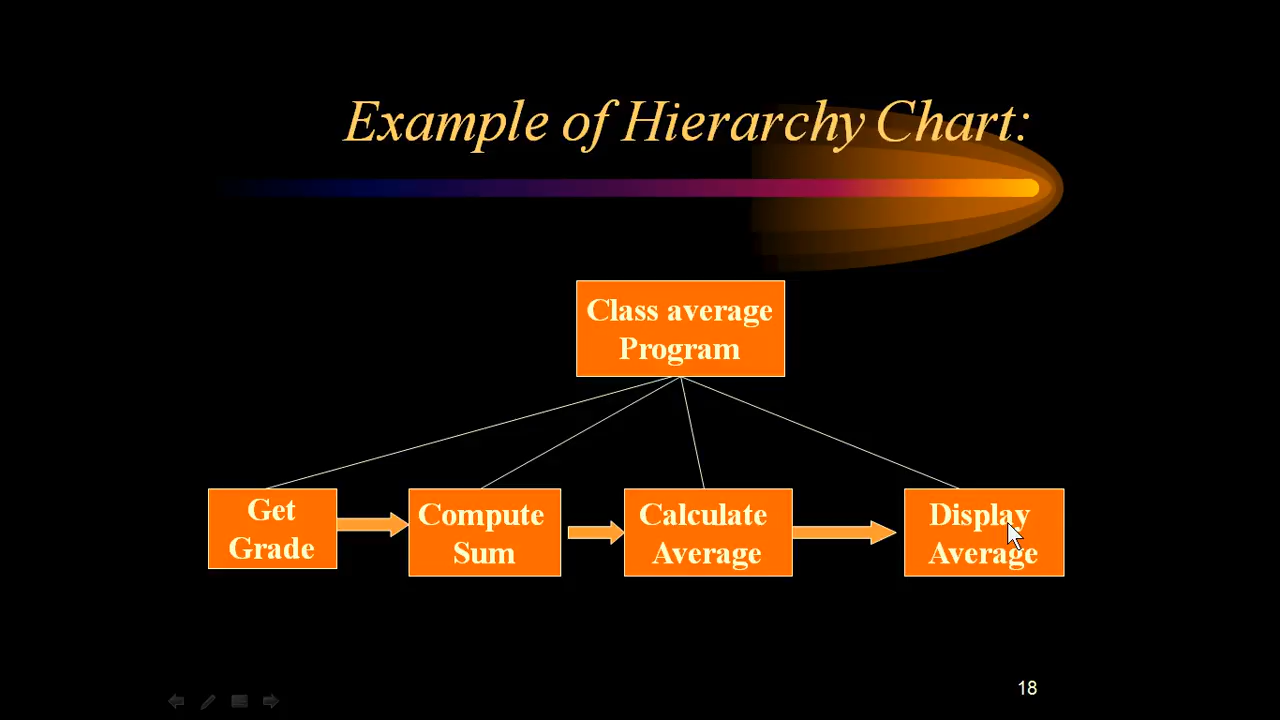 Example of Hierarchy Chart:
Class average
Program
Get
Grade
Compute
Sum
Calculate
Average
Display
Average
18